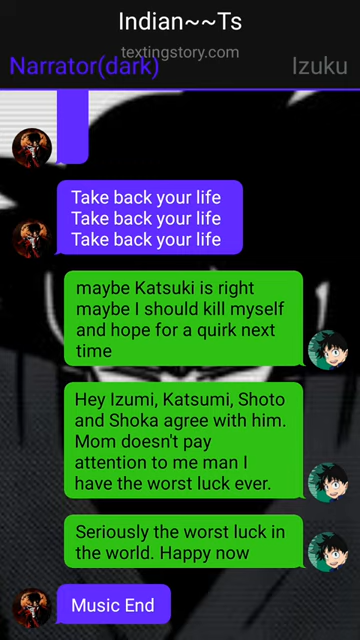 Indian~~Ts
textingstory.com
Narrator(dark)
Izuku
Take back your life
Take back your life
Take back your life
maybe Katsuki is right
maybe I should kill myself
and hope for a quirk next
time
Hey Izumi, Katsumi, Shoto
and Shoka agree with him.
Mom doesn't pay
attention to me man I
have the worst luck ever.
Seriously the worst luck in
the world. Happy now
Music End